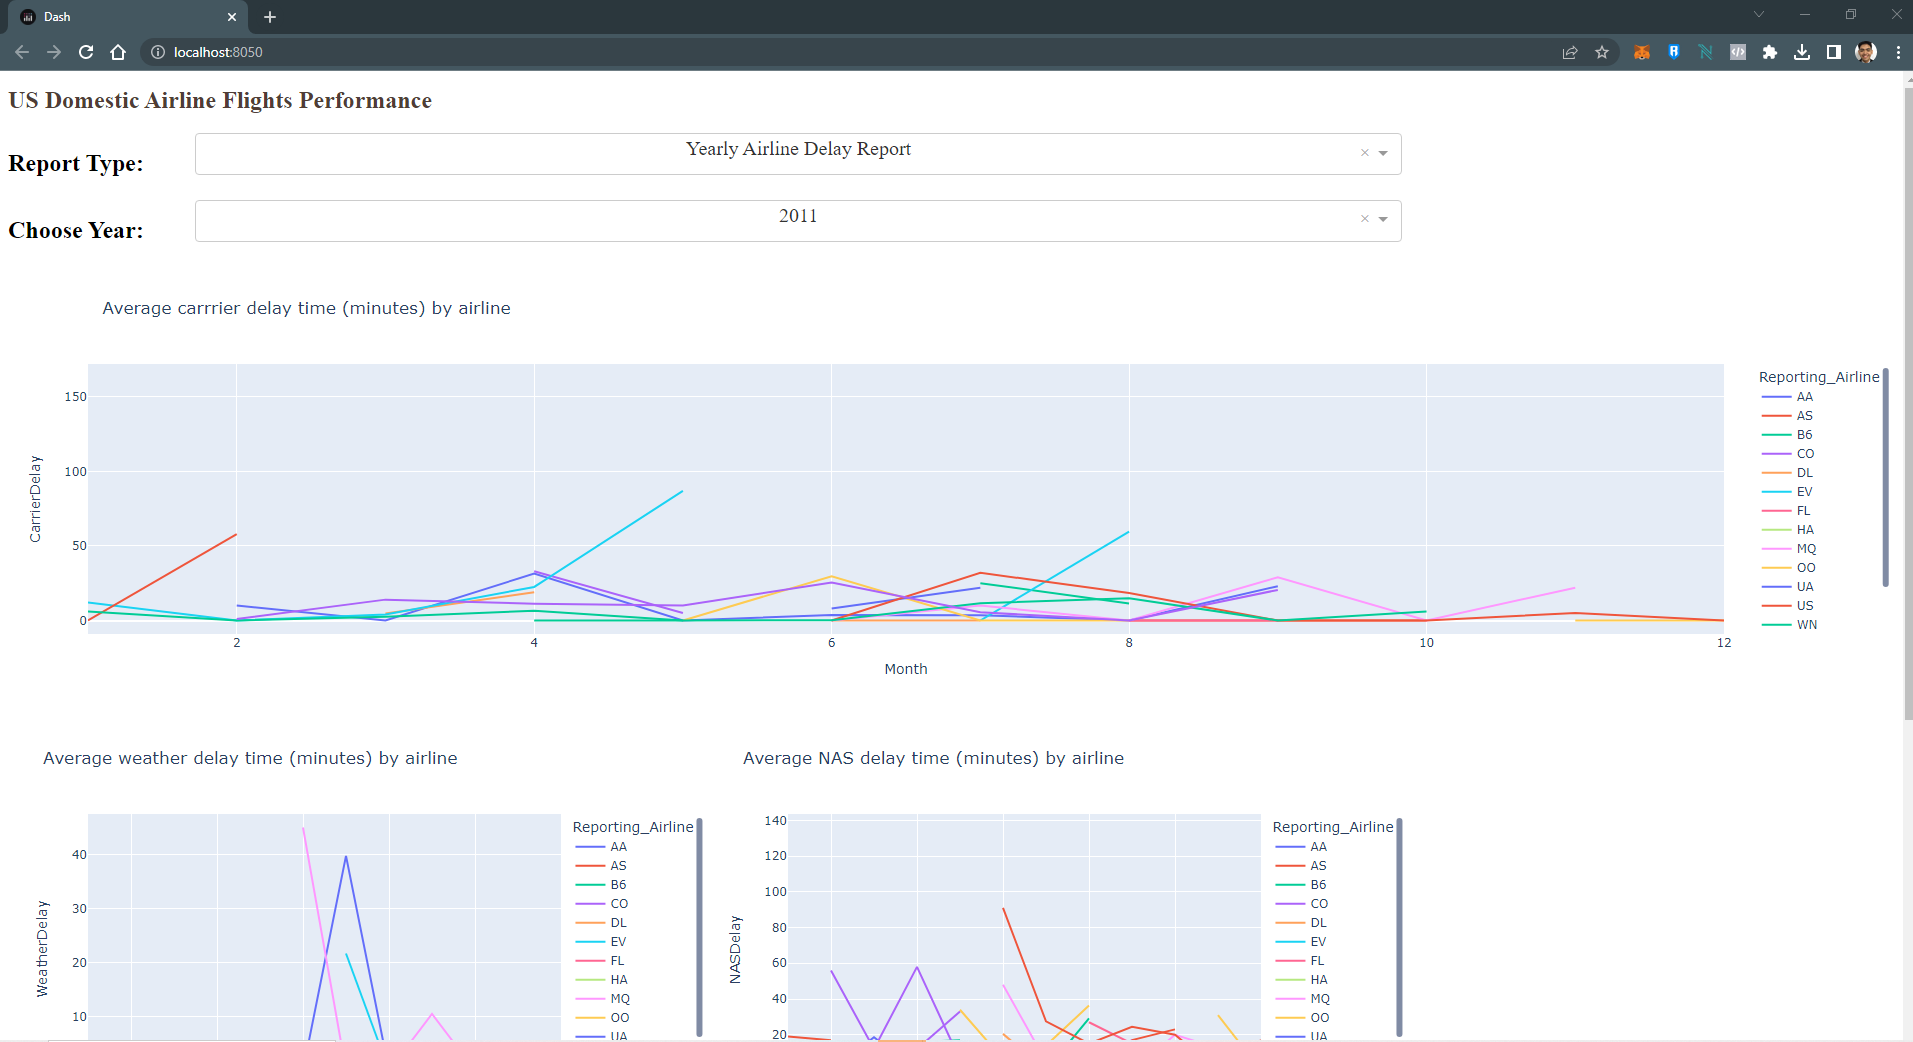 Dash
localhost:8050
US Domestic Airline Flights Performance
Report Type:
Yearly Airline Delay Report
Choose Year:
2011
Average carrrier delay time (minutes) by airline
CarrierDelay
150
100
50
0
2
4
6
8
10
12
Month
Reporting_Airline
AA
AS
B6
CO
DL
EV
FL
HA
MQ
OO
UA
US
WN
Average weather delay time (minutes) by airline
WeatherDelay
40
30
20
10
Reporting_Airline
AA
AS
B6
CO
DL
EV
FL
HA
MQ
OO
UA
Average NAS delay time (minutes) by airline
NASDelay
140
120
100
80
60
40
20
Reporting_Airline
AA
AS
B6
CO
DL
EV
FL
HA
MQ
OO
UA